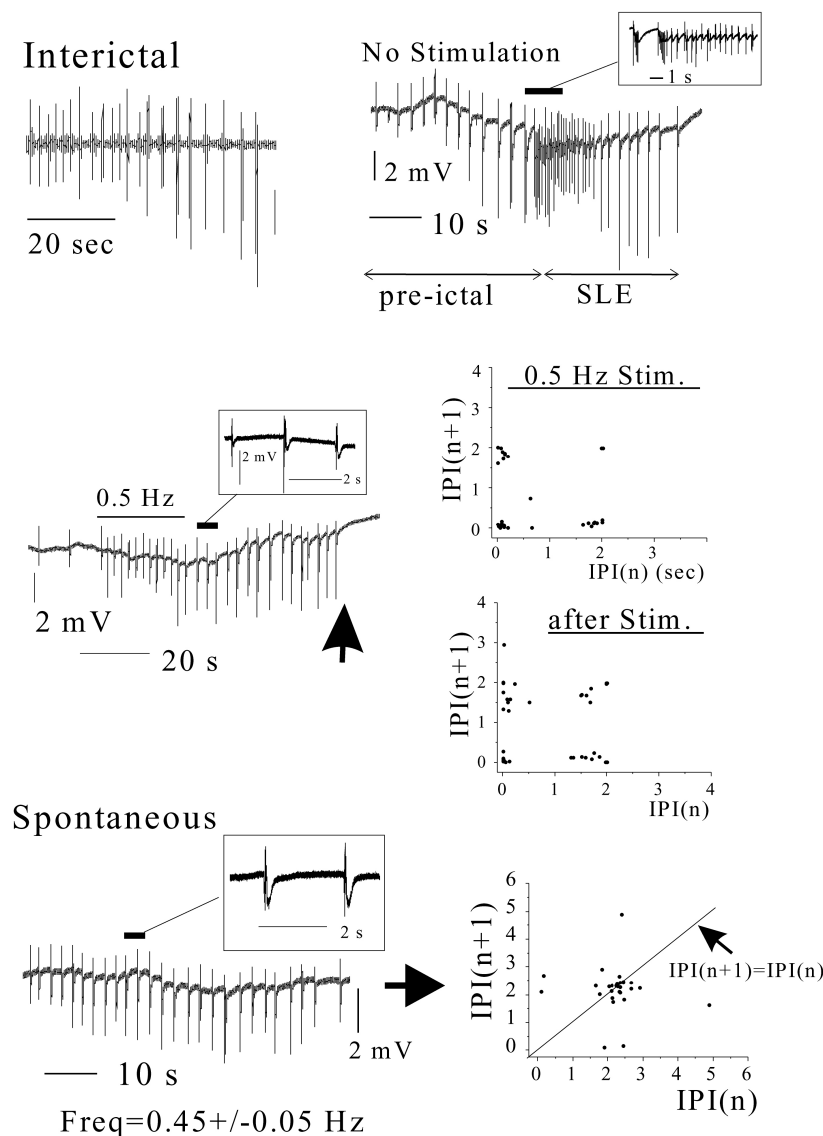 Interictal
20 sec
No Stimulation
1 s
2 mV
10 s
pre-ictal
SLE
0.5 Hz
2 mV
2 s
2 mV
20 s
4
3
2
1
0
IPI(n+1)
0.5 Hz Stim.
0 1 2 3
IPI(n) (sec)
4
3
2
1
0
IPI(n+1)
after Stim.
0 1 2 3 4
IPI(n)
Spontaneous
2 s
10 s
2 mV
Freq=0.45+/-0.05 Hz
6
5
4
3
2
1
0
IPI(n+1)
IPI(n+1)=IPI(n)
0 1 2 3 4 5 6
IPI(n)